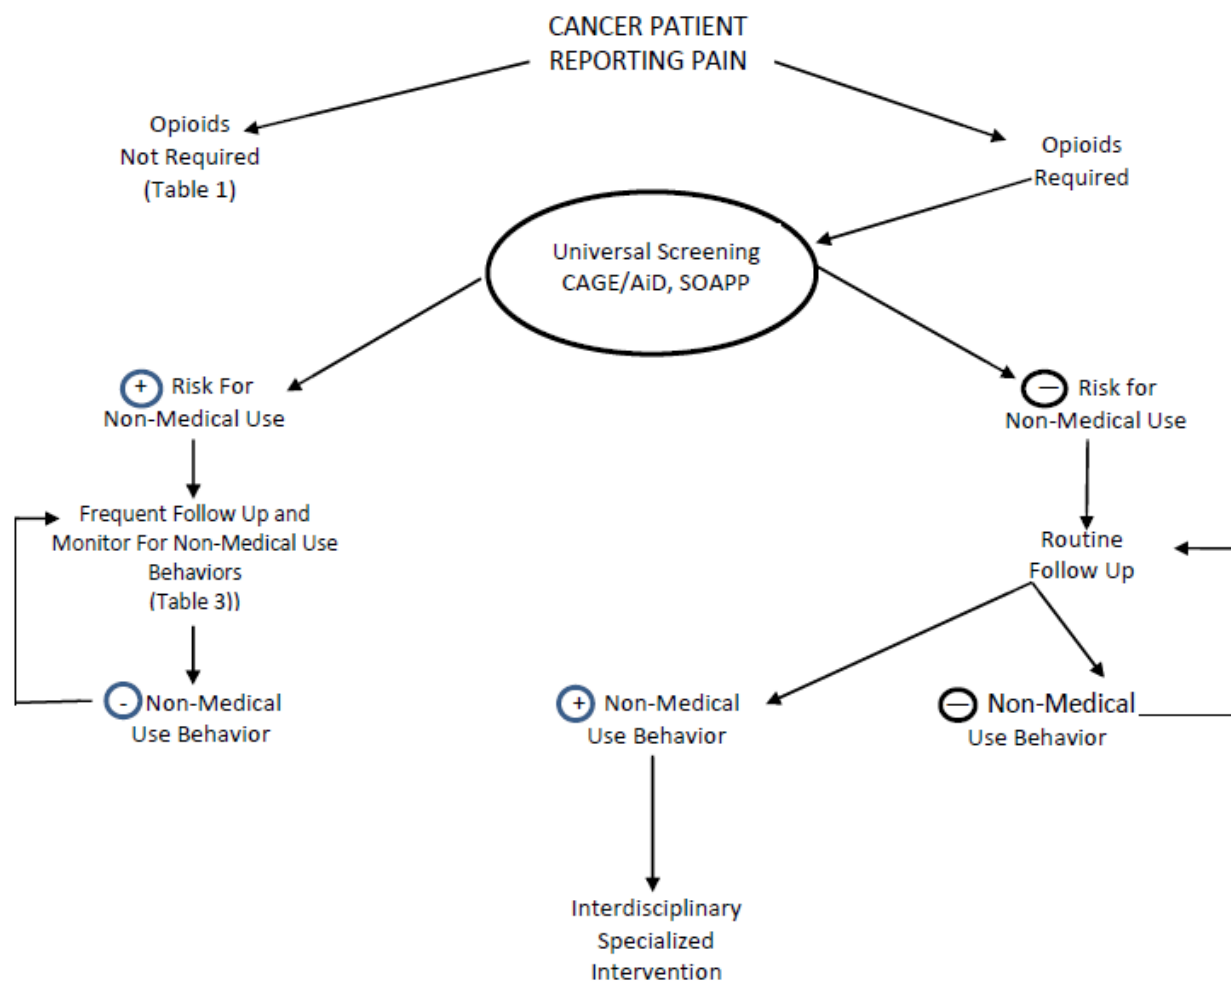 CANCER PATIENT
REPORTING PAIN
Opioids
Not Required
(Table 1)
Opioids
Required
Universal Screening
CAGE/AiD, SOAPP
+ Risk For
Non-Medical Use
— Risk for
Non-Medical Use
Frequent Follow Up and
Monitor For Non-Medical Use
Behaviors
(Table 3))
Routine
Follow Up
- Non-Medical
Use Behavior
+ Non-Medical
Use Behavior
— Non-Medical
Use Behavior
Interdisciplinary
Specialized
Intervention